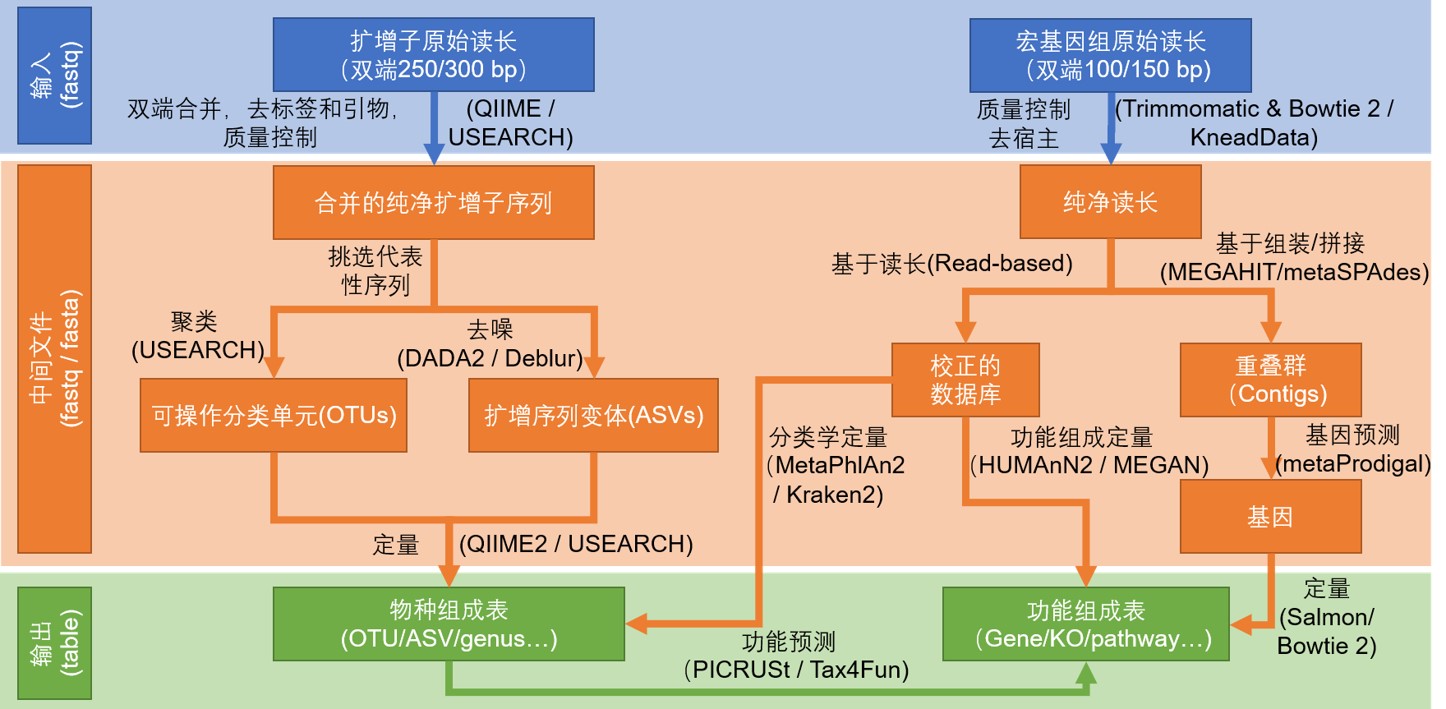 输入
(fastq)
扩增子原始读长
（双端250/300 bp）
宏基因组原始读长
（双端100/150 bp)
双端合并，去标签和引物，
质量控制
(QIIME /
USEARCH)
质量控制
去宿主
(Trimmomatic & Bowtie 2 /
KneadData)
中间文件
(fastq / fasta)
合并的纯净扩增子序列
纯净读长
挑选代表
性序列
基于读长(Read-based)
基于组装/拼接
(MEGAHIT/metaSPAdes)
聚类
(USEARCH)
去噪
(DADA2 / Deblur)
校正的
数据库
重叠群
（Contigs)
可操作分类单元(OTUs)
扩增序列变体(ASVs)
分类学定量
（MetaPhlAn2
/ Kraken2)
功能组成定量
（HUMAnN2 / MEGAN)
基因预测
(metaProdigal)
基因
定量
(QIIME2 / USEARCH)
输出
(table)
物种组成表
(OTU/ASV/genus…)
功能组成表
（Gene/KO/pathway…)
定量
(Salmon/
Bowtie 2)
功能预测
（PICRUSt / Tax4Fun)